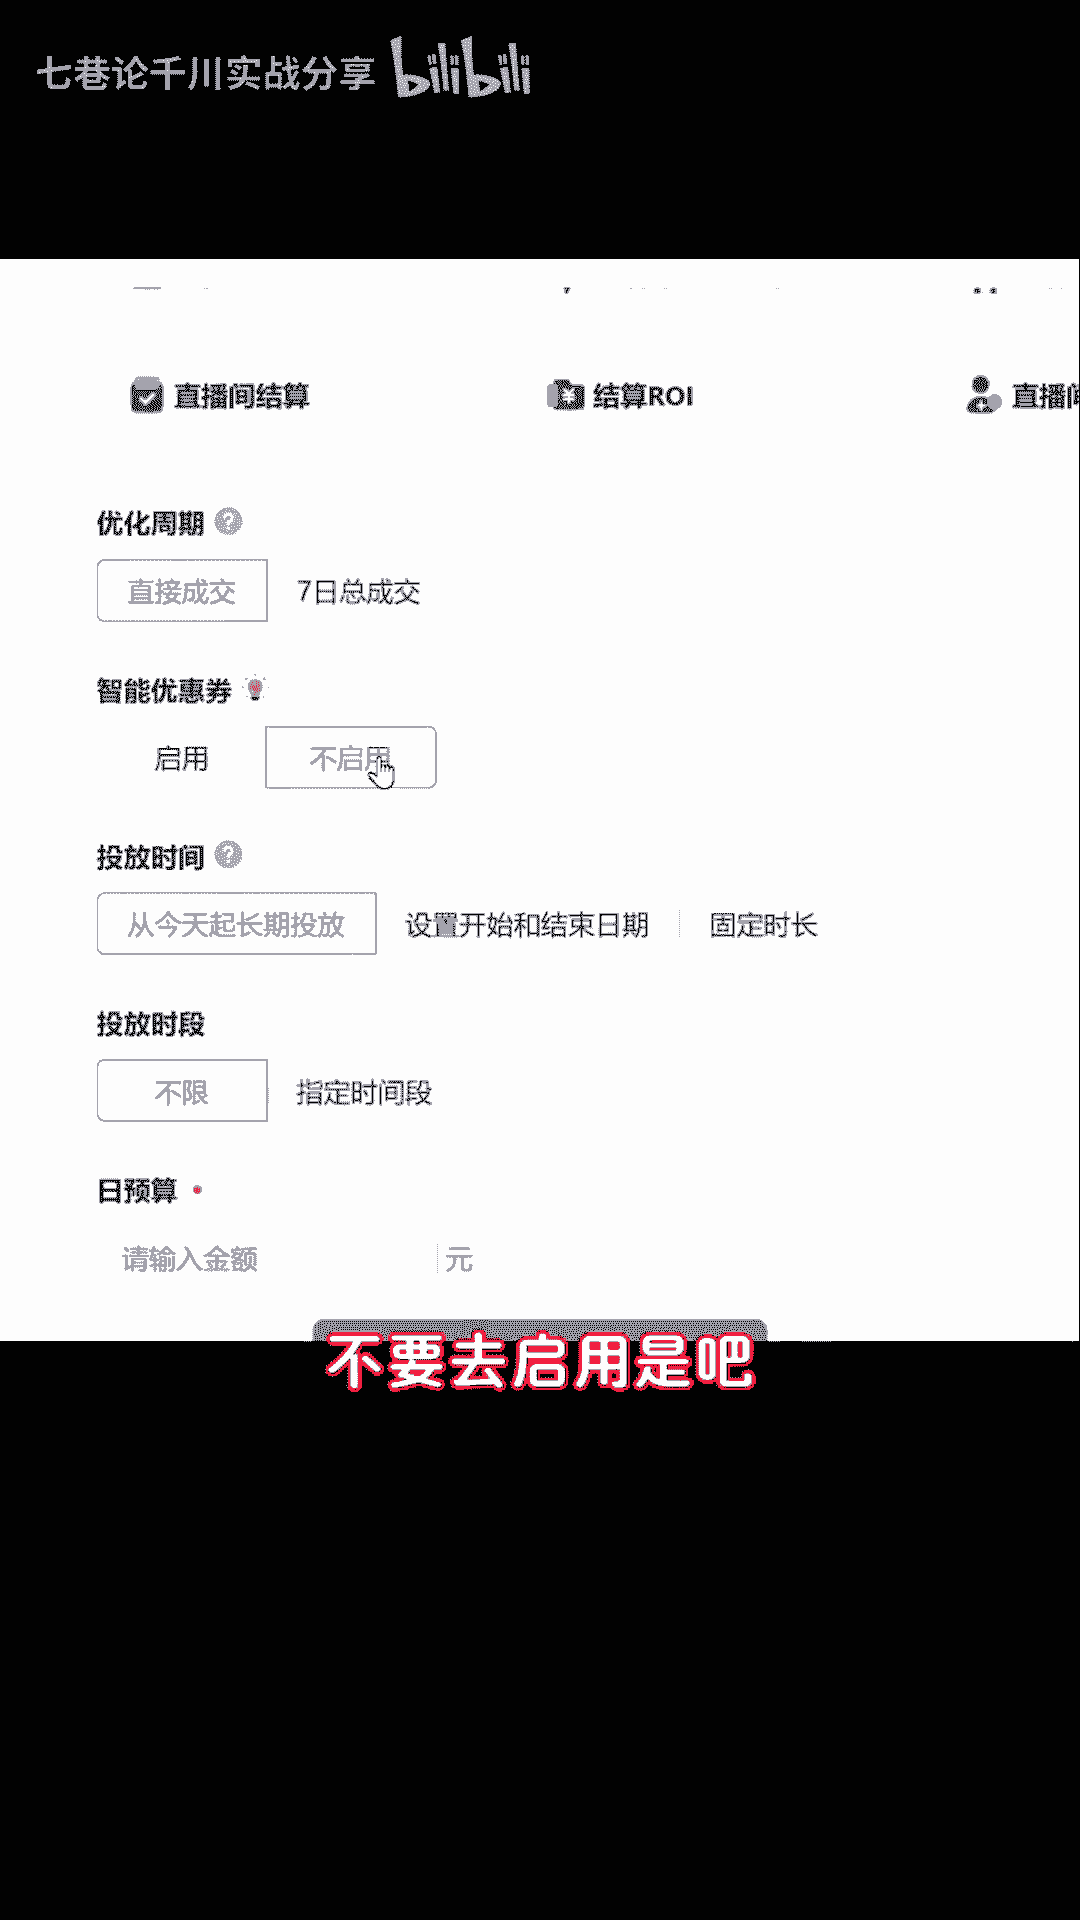 七巷论千川实战分享 bilibili
直播间结算 结算ROI 直播间
优化周期
直接成交 7日总成交
智能优惠券
启用 不启用
投放时间
从今天起长期投放 设置开始和结束日期 固定时长
投放时段
不限 指定时间段
日预算
请输入金额 元
不要去启用是吧